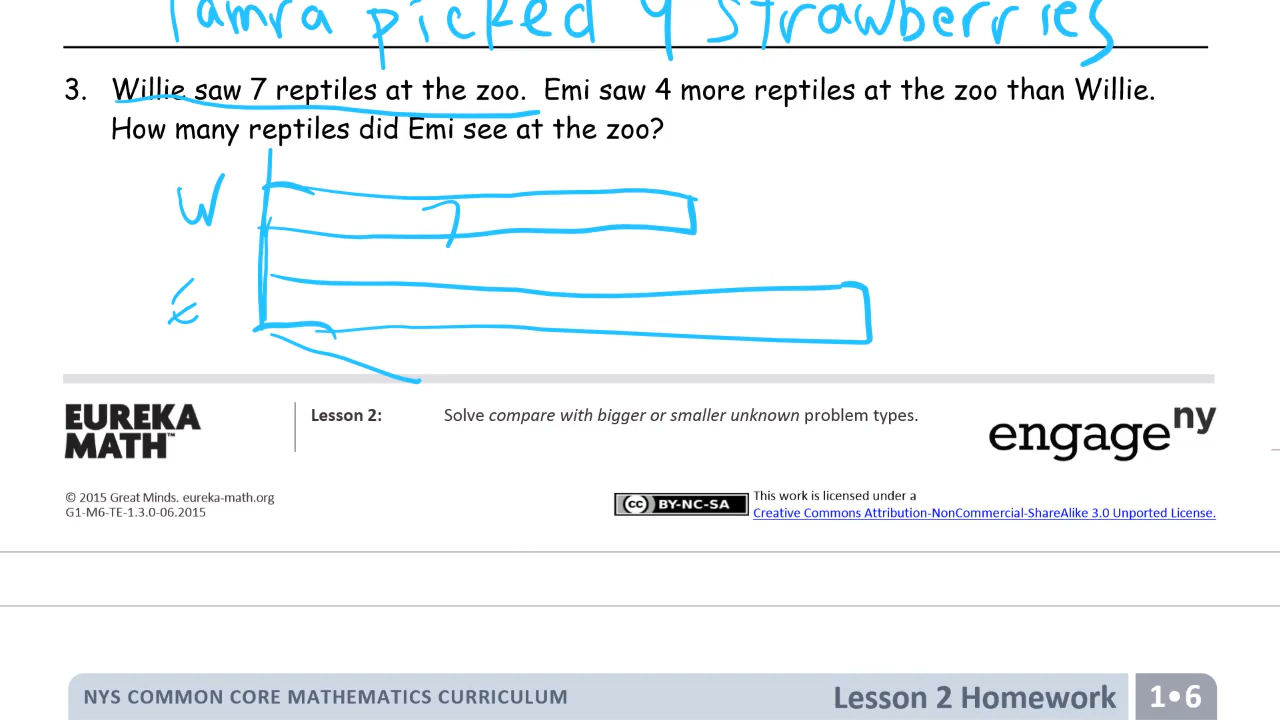 Tamra picked 9 strawberries
3. Willie saw 7 reptiles at the zoo. Emi saw 4 more reptiles at the zoo than Willie.
How many reptiles did Emi see at the zoo?
W
7
E
EUREKA
MATH™
Lesson 2: Solve compare with bigger or smaller unknown problem types.
engage ny
© 2015 Great Minds. eureka-math.org
G1-M6-TE-1.3.0-06.2015
cc BY-NC-SA
This work is licensed under a
Creative Commons Attribution-NonCommercial-ShareAlike 3.0 Unported License.
NYS COMMON CORE MATHEMATICS CURRICULUM Lesson 2 Homework 1•6